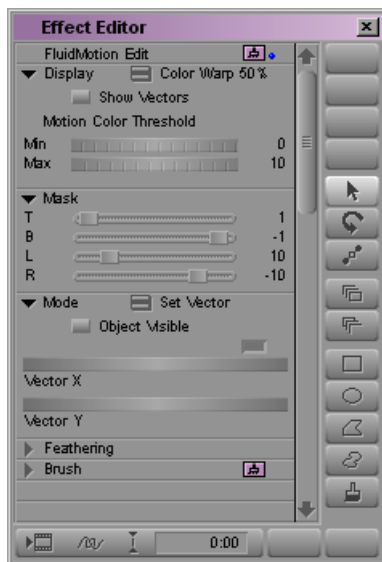 Effect Editor
FluidMotion Edit
Display Color Warp 50%
Show Vectors
Motion Color Threshold
Min 0
Max 10
Mask
T 1
B -1
L 10
R -10
Mode Set Vector
Object Visible
Vector X
Vector Y
Feathering
Brush
0:00